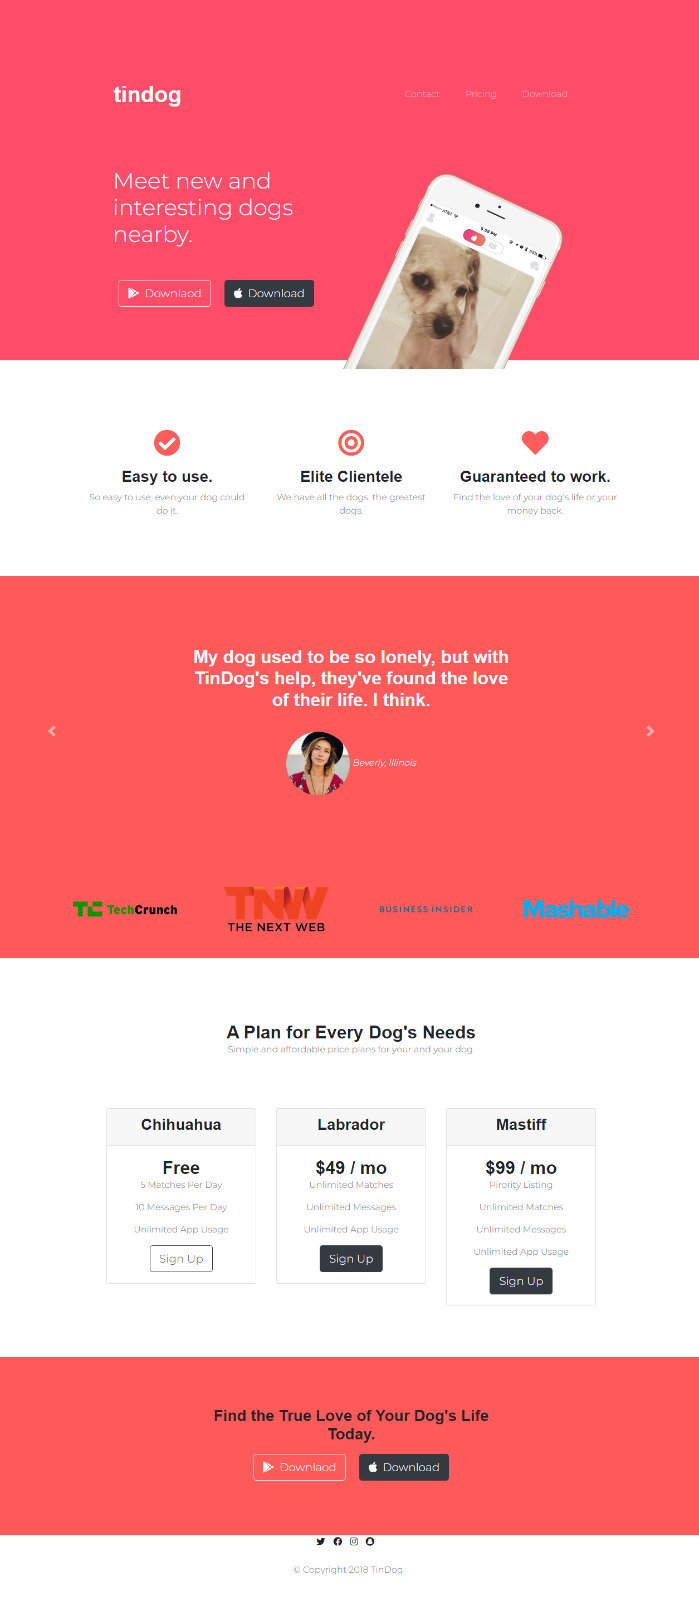 tindog
Contact Pricing Download
Meet new and
interesting dogs
nearby.
Downlaod Download
AT&T
Easy to use.
So easy to use, even your dog could
do it.
Elite Clientele
We have all the dogs, the greatest
dogs.
Guaranteed to work.
Find the love of your dog's life or your
money back.
My dog used to be so lonely, but with
TinDog's help, they've found the love
of their life. I think.
Beverly, Illinois
TC TechCrunch
TNW
THE NEXT WEB
BUSINESS INSIDER
Mashable
A Plan for Every Dog's Needs
Simple and affordable price plans for your and your dog.
Chihuahua
Free
5 Matches Per Day
10 Messages Per Day
Unlimited App Usage
Sign Up
Labrador
$49 / mo
Unlimited Matches
Unlimited Messages
Unlimited App Usage
Sign Up
Mastiff
$99 / mo
Pirority Listing
Unlimited Matches
Unlimited Messages
Unlimited App Usage
Sign Up
Find the True Love of Your Dog's Life
Today.
Downlaod Download
© Copyright 2018 TinDog